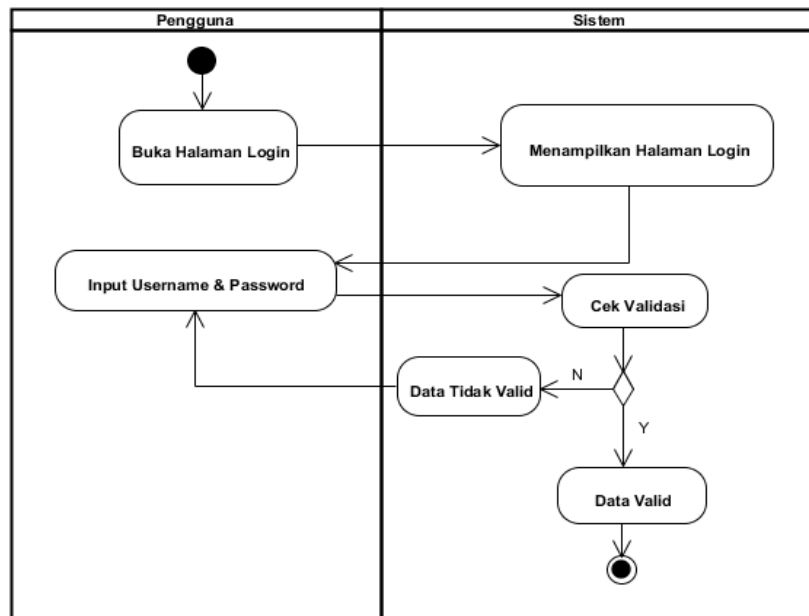 Pengguna
Sistem
Buka Halaman Login
Menampilkan Halaman Login
Input Username & Password
Cek Validasi
N
Data Tidak Valid
Y
Data Valid